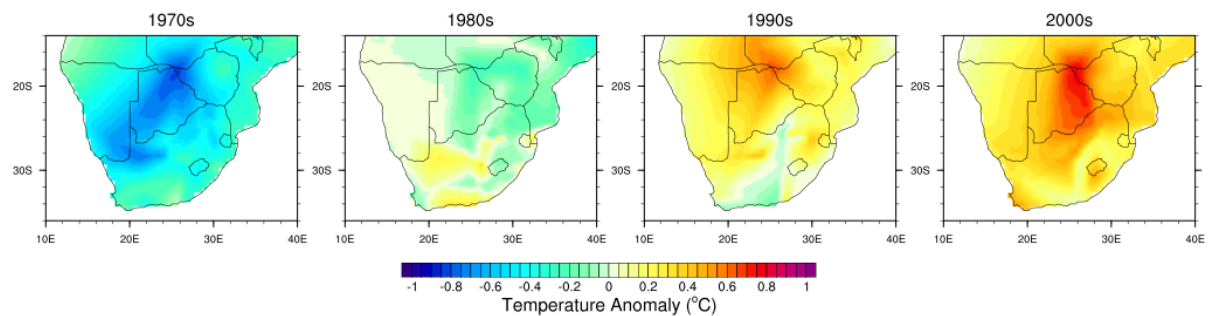 1970s 1980s 1990s 2000s
20S 20S 20S 20S
30S 30S 30S 30S
10E 20E 30E 40E 10E 20E 30E 40E 10E 20E 30E 40E 10E 20E 30E 40E
-1 -0.8 -0.6 -0.4 -0.2 0 0.2 0.4 0.6 0.8 1
Temperature Anomaly (°C)